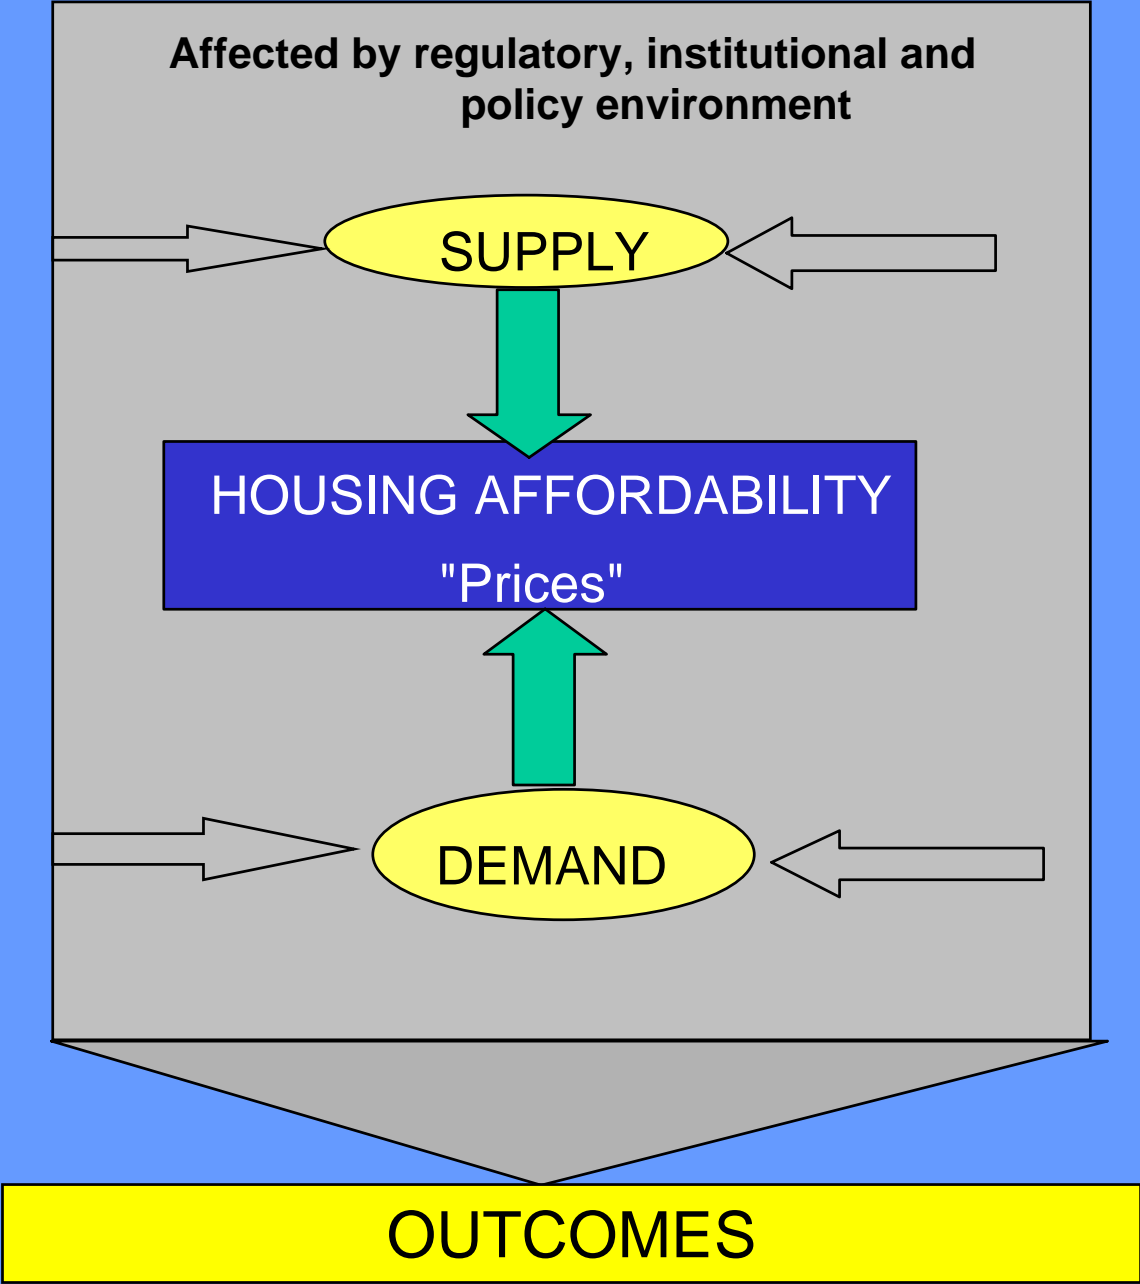 Affected by regulatory, institutional and
policy environment
SUPPLY
HOUSING AFFORDABILITY
"Prices"
DEMAND
OUTCOMES